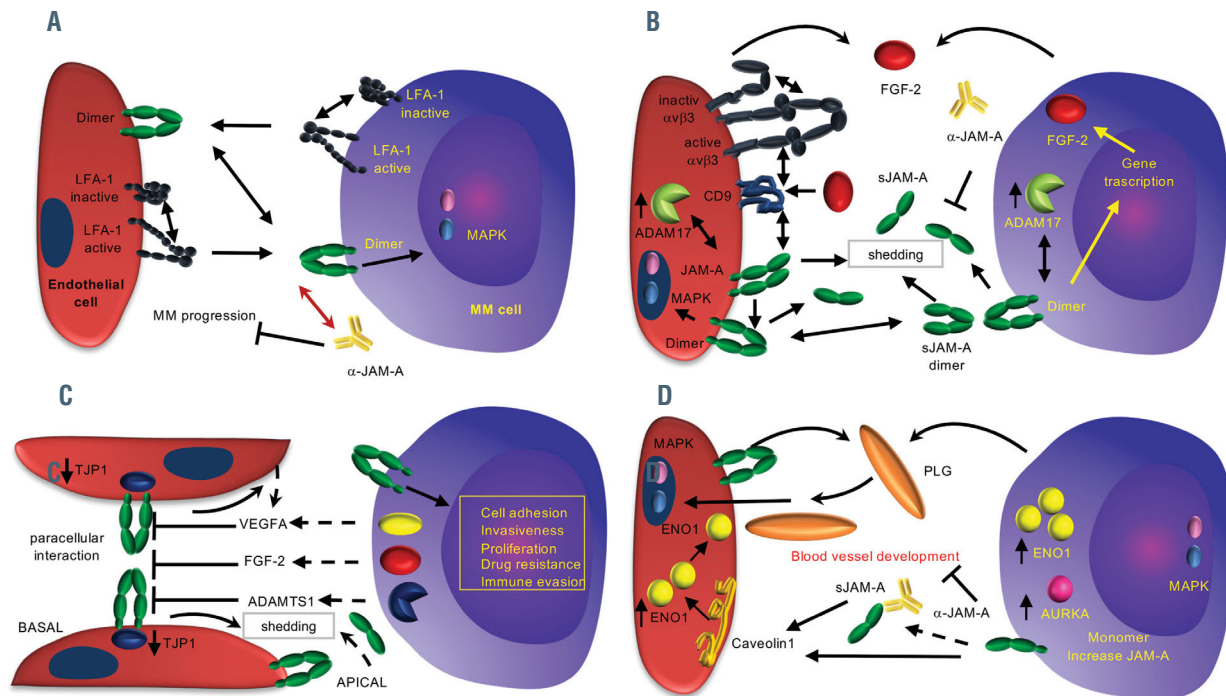 A
Dimer
LFA-1
inactive
LFA-1
active
LFA-1
inactive
LFA-1
active
Endothelial
cell
Dimer
MAPK
MM cell
MM progression
α-JAM-A
B
FGF-2
inactiv
αvβ3
active
αvβ3
α-JAM-A
FGF-2
Gene
trascription
CD9
sJAM-A
ADAM17
ADAM17
shedding
JAM-A
MAPK
Dimer
Dimer
sJAM-A
dimer
C
C
TJP1
paracellular
interaction
VEGFA
FGF-2
ADAMTS1
shedding
BASAL
TJP1
APICAL
Cell adhesion
Invasiveness
Proliferation
Drug resistance
Immune evasion
D
D
MAPK
PLG
ENO1
Blood vessel development
ENO1
sJAM-A
α-JAM-A
Caveolin1
ENO1
MAPK
AURKA
Monomer
Increase JAM-A